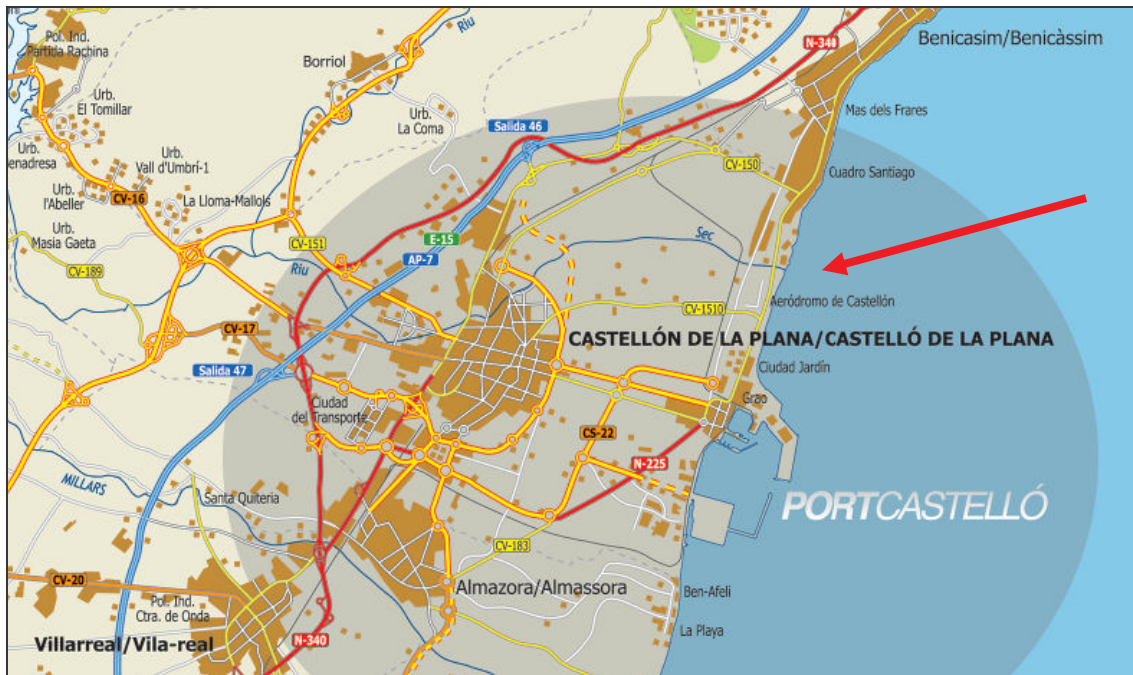 Benicasim/Benicàssim
N-340
Riu
Pol. Ind.
Partida Rachina
Borriol
Urb.
El Tomillar
Urb.
La Coma
Mas dels Frares
Salida 46
Urb.
Urb.
Vall d'Umbrí-1
CV-150
Cuadro Santiago
Urb.
l'Abeller
CV-16
La Lloma-Mallols
Urb.
Masia Gaeta
CV-151
E-15
Sec
AP-7
CV-189
Riu
Aeródromo de Castellón
CV-1510
CV-17
CASTELLÓN DE LA PLANA/CASTELLÓ DE LA PLANA
Salida 47
Ciudad Jardín
Ciudad
del Transporte
Grao
CS-22
N-225
MILLARS
Santa Quiteria
PORTCASTELLÓ
CV-183
CV-20
Almazora/Almassora
Ben-Afeli
Pol. Ind.
Ctra. de Onda
La Playa
Villarreal/Vila-real
N-340